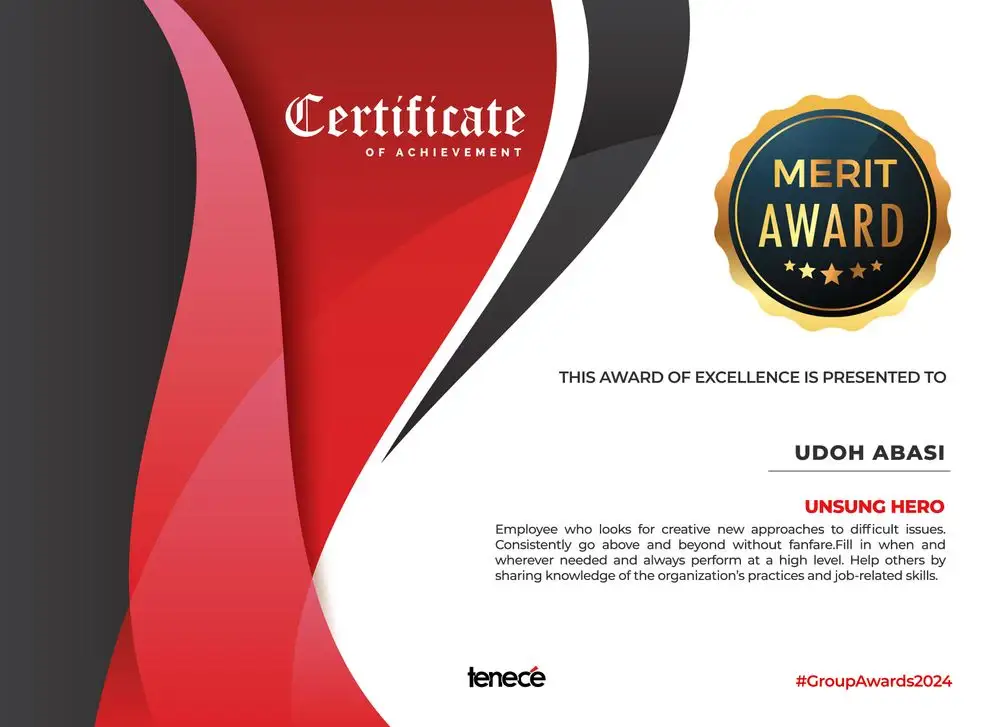 Certificate
OF ACHIEVEMENT
MERIT
AWARD
THIS AWARD OF EXCELLENCE IS PRESENTED TO
UDOH ABASI
UNSUNG HERO
Employee who looks for creative new approaches to difficult issues.
Consistently go above and beyond without fanfare.Fill in when and
wherever needed and always perform at a high level. Help others by
sharing knowledge of the organization's practices and job-related skills.
tenecé
#GroupAwards2024